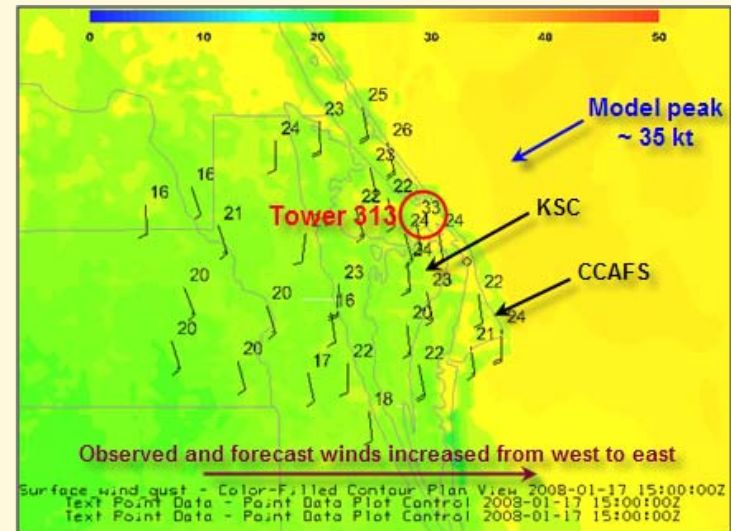 0 10 20 30 40 50
25
23
26
24
23
Model peak
~ 35 kt
16
16
22
22
33
21
Tower 313
24
24
KSC
24
23
23
CCAFS
20
22
20
16
24
20
20
21
20
17
22
22
18
Observed and forecast winds increased from west to east
Surface wind gust - Color-Filled Contour Plan View 2008-01-17 15:00:00Z
Text Point Data - Point Data Plot Control 2008-01-17 15:00:00Z
Text Point Data - Point Data Plot Control 2008-01-17 15:00:00Z